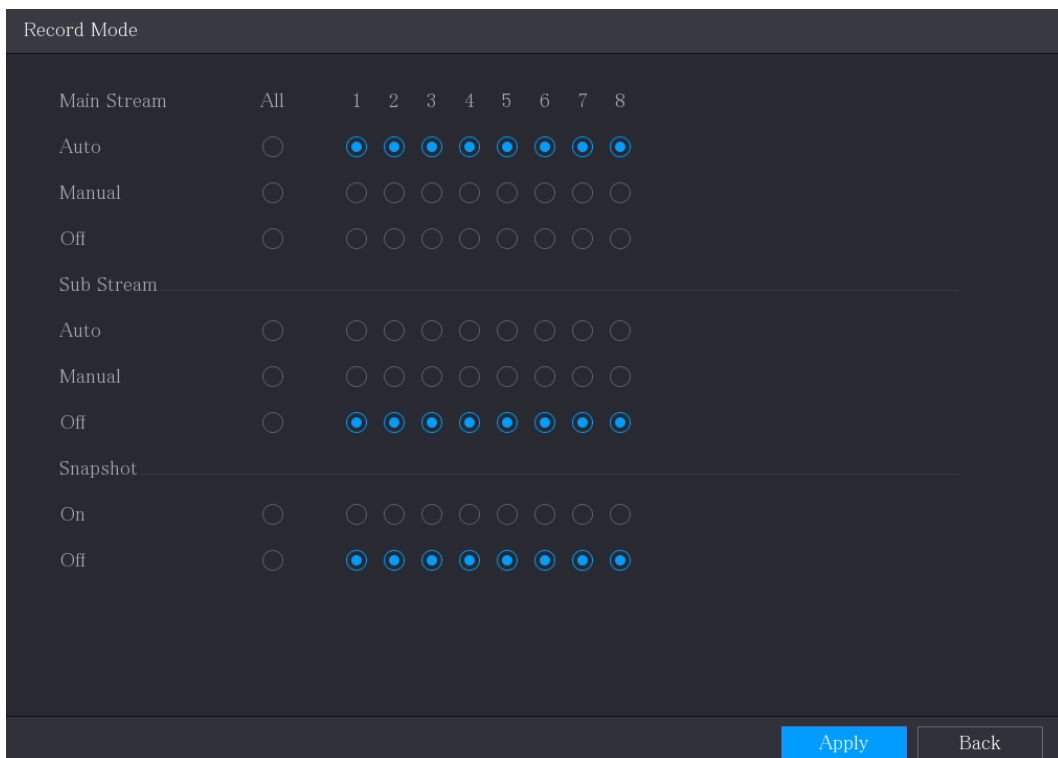 Record Mode
Main Stream All 1 2 3 4 5 6 7 8
Auto
Manual
Off
Sub Stream
Auto
Manual
Off
Snapshot
On
Off
Apply Back